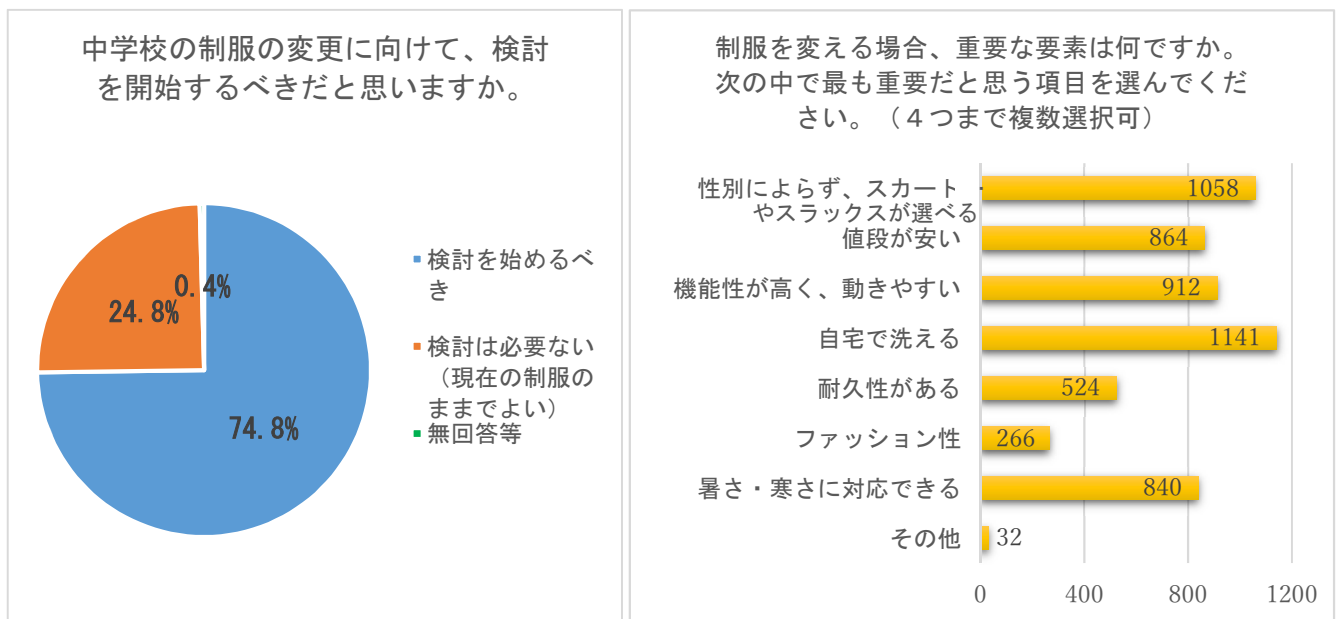 中学校の制服の変更に向けて、検討
を開始するべきだと思いますか。
0.4%
24.8%
74.8%
検討を始めるべ
き
検討は必要ない
（現在の制服の
ままでよい）
無回答等
制服を変える場合、重要な要素は何ですか。
次の中で最も重要だと思う項目を選んでくだ
さい。（４つまで複数選択可）
性別によらず、スカート
やスラックスが選べる
1058
値段が安い
864
機能性が高く、動きやすい
912
自宅で洗える
1141
耐久性がある
524
ファッション性
266
暑さ・寒さに対応できる
840
その他
32
0 400 800 1200